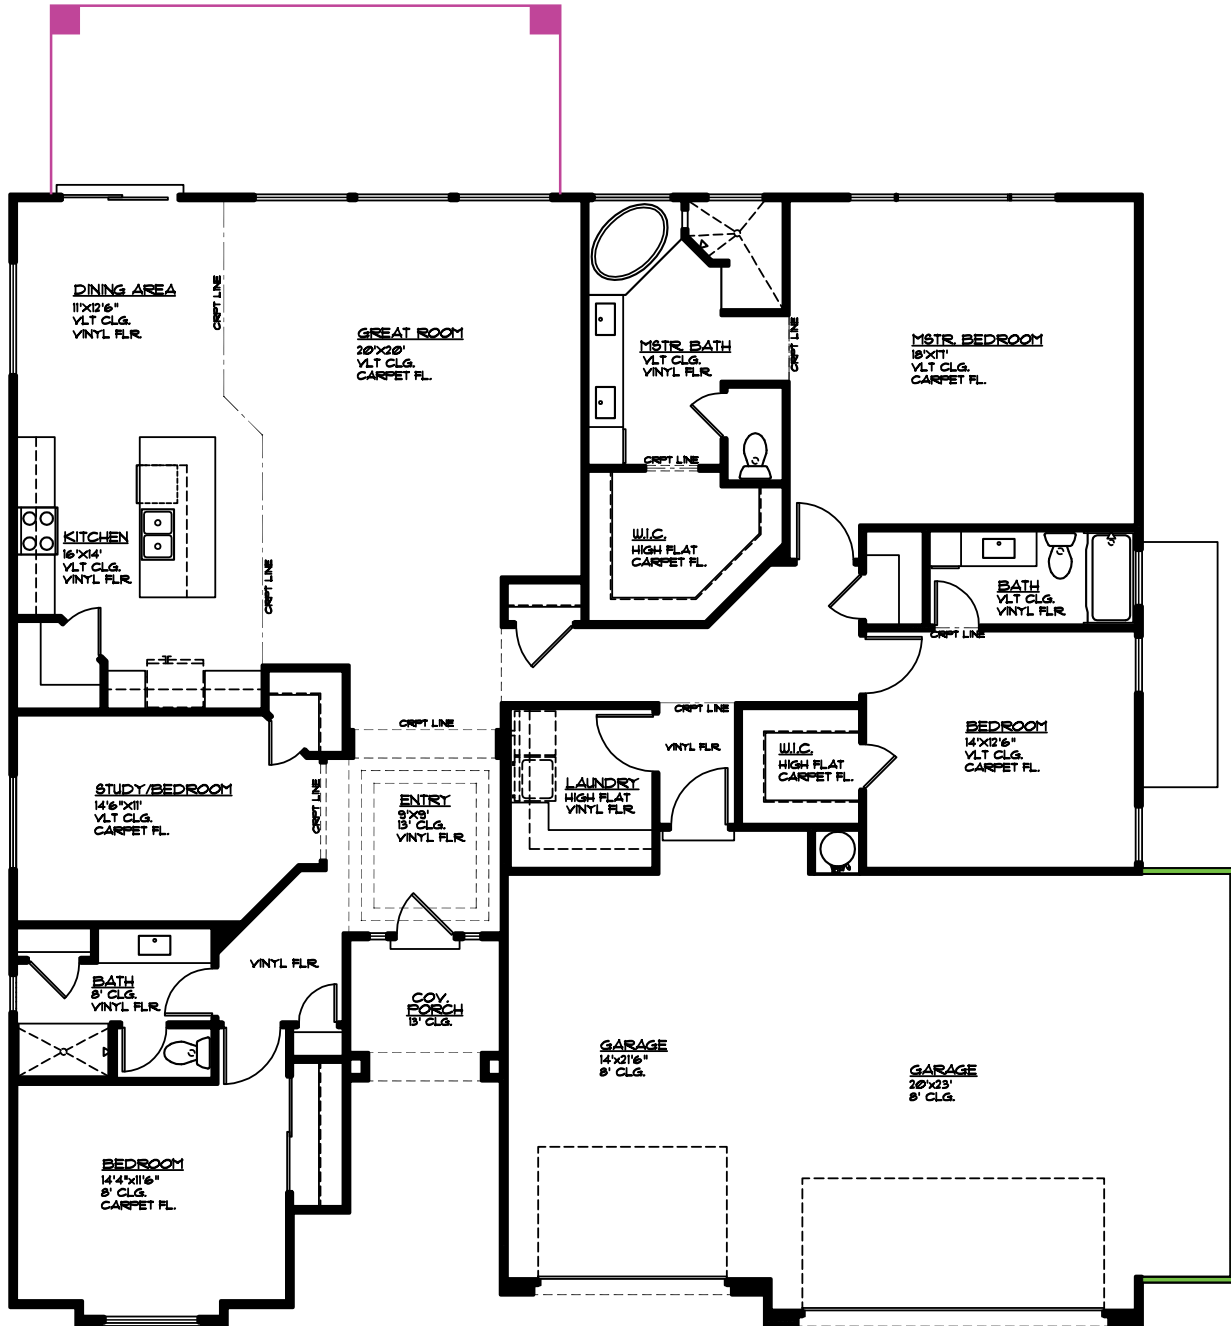 DINING AREA
11'X12'6"
VLT CLG.
VINYL FLR.
CRPT LINE
GREAT ROOM
20'X20'
VLT CLG.
CARPET FL.
MSTR. BATH
VLT CLG.
VINYL FLR.
CRPT LINE
MSTR. BEDROOM
18'X17'
VLT CLG.
CARPET FL.
CRPT LINE
KITCHEN
16'X14'
VLT CLG.
VINYL FLR.
CRPT LINE
W.I.C.
HIGH FLAT
CARPET FL.
BATH
VLT CLG.
VINYL FLR.
CRPT LINE
CRPT LINE
CRPT LINE
VINYL FLR.
BEDROOM
14'X12'6"
VLT CLG.
CARPET FL.
W.I.C.
HIGH FLAT
CARPET FL.
STUDY/BEDROOM
14'6"X11'
VLT CLG.
CARPET FL.
CRPT LINE
ENTRY
9'X9'
13' CLG.
VINYL FLR.
LAUNDRY
HIGH FLAT
VINYL FLR.
VINYL FLR.
BATH
8' CLG.
VINYL FLR.
COV.
PORCH
13' CLG.
GARAGE
14'x21'6"
8' CLG.
GARAGE
20'x23'
8' CLG.
BEDROOM
14'4"x11'6"
8' CLG.
CARPET FL.